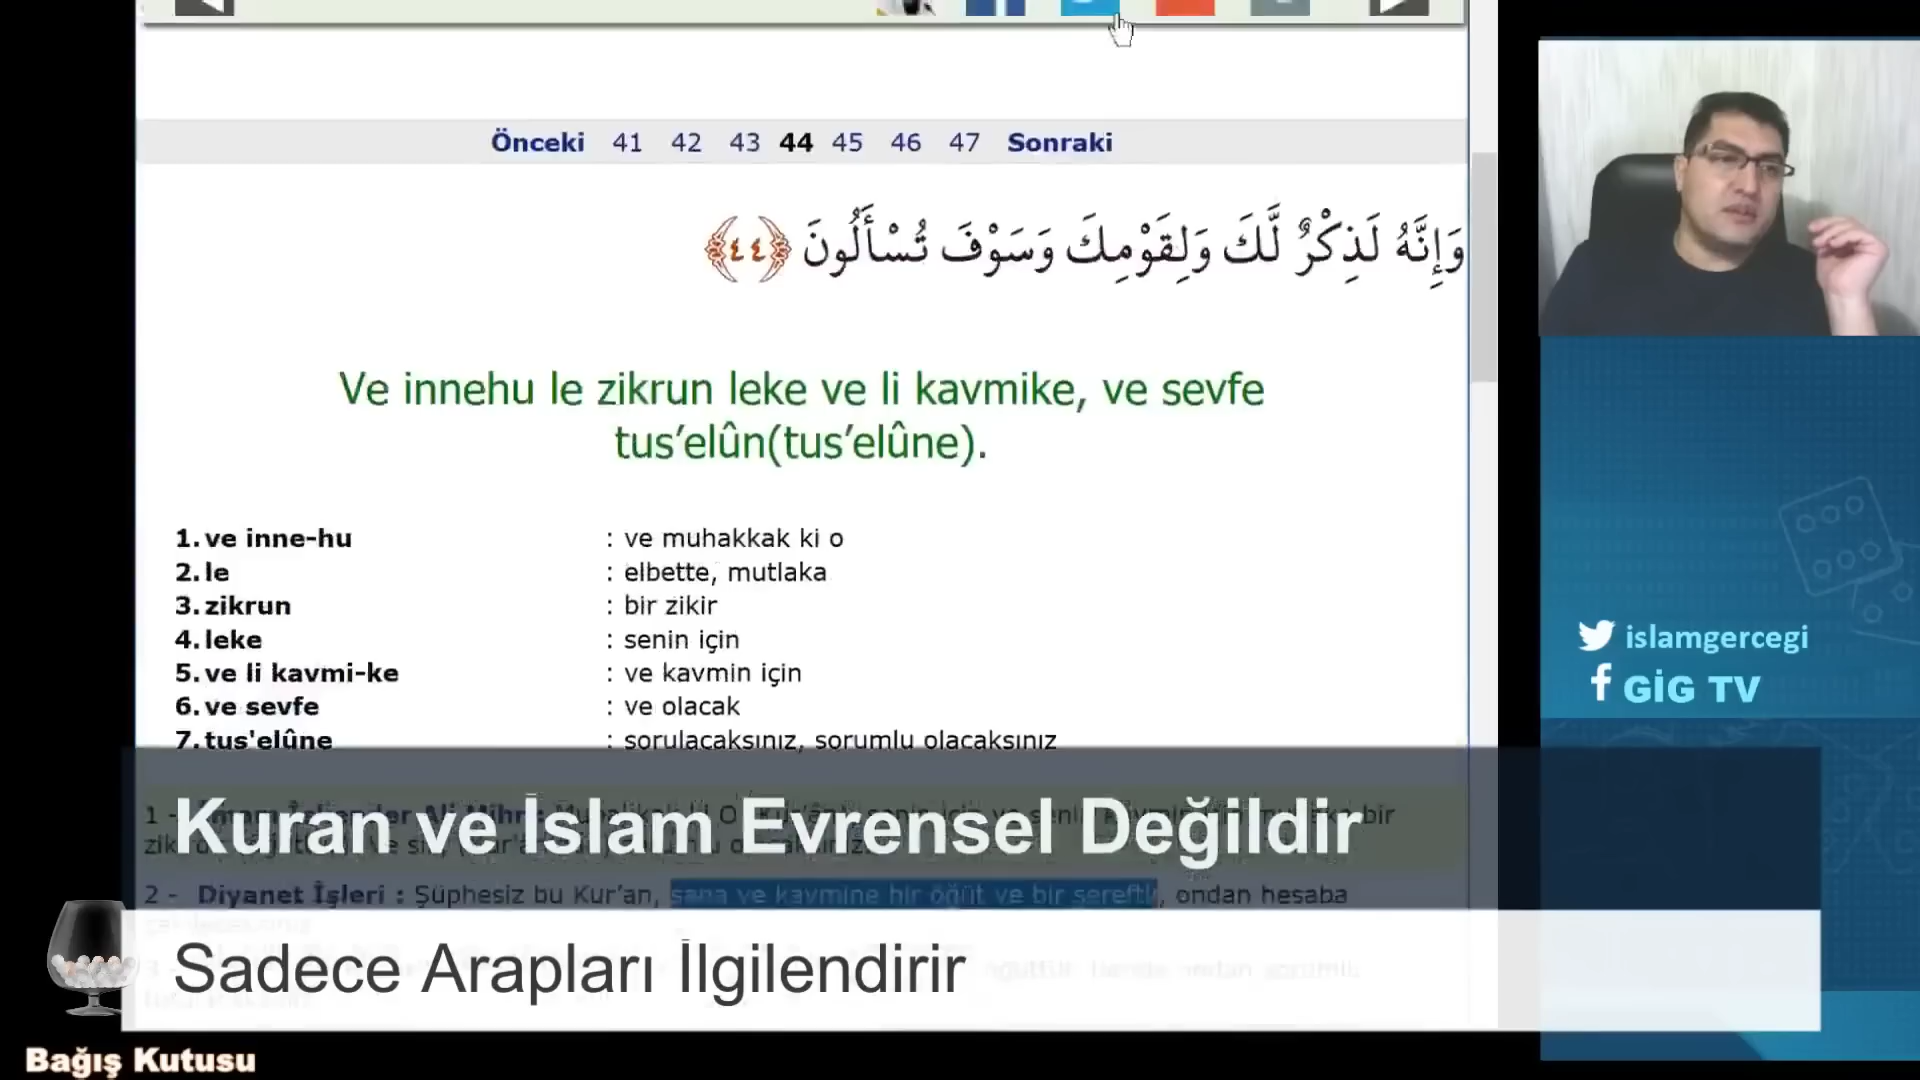 Önceki 41 42 43 44 45 46 47 Sonraki
وَإِنَّهُ لَذِكْرٌ لَّكَ وَلِقَوْمِكَ وَسَوْفَ تُسْأَلُونَ ﴿٤٤﴾
Ve innehu le zikrun leke ve li kavmike, ve sevfe
tus’elûn(tus’elûne).
1. ve inne-hu : ve muhakkak ki o
2. le : elbette, mutlaka
3. zikrun : bir zikir
4. leke : senin için
5. ve li kavmi-ke : ve kavmin için
6. ve sevfe : ve olacak
7. tus'elûne : sorulacaksınız, sorumlu olacaksınız
Kuran ve İslam Evrensel Değildir
2 - Diyanet İşleri : Şüphesiz bu Kur’an, sana ve kavmine bir öğüt ve bir şereftir, ondan hesaba
Sadece Arapları İlgilendirir
Bağış Kutusu
islamgercegi
GİG TV